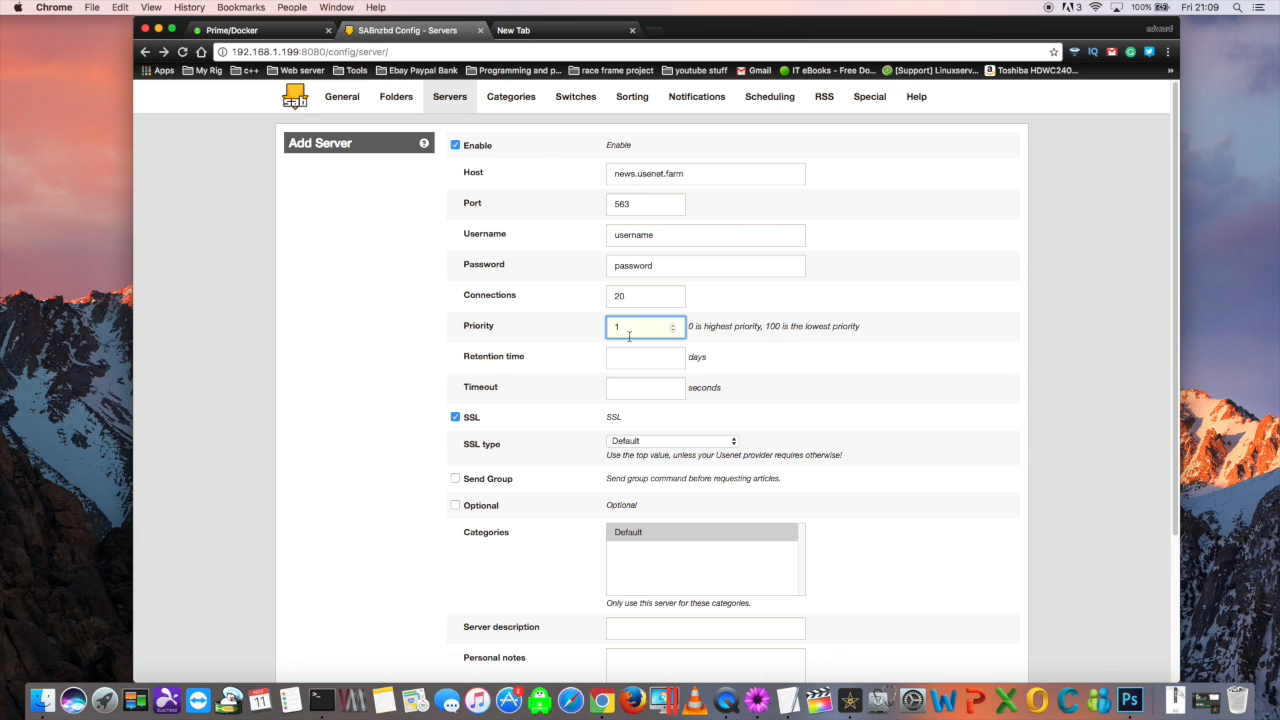 Chrome File Edit View History Bookmarks People Window Help 3 100% Fri 21:09
Prime/Docker SABnzbd Config - Servers New Tab edward
192.168.1.199:8080/config/server/
Apps My Rig c++ Web server Tools Ebay Paypal Bank Programming and p... race frame project youtube stuff Gmail IT eBooks - Free Do... [Support] Linuxserv... Toshiba HDWC240... »
General Folders Servers Categories Switches Sorting Notifications Scheduling RSS Special Help
Add Server ?
Enable Enable
Host news.usenet.farm
Port 563
Username username
Password password
Connections 20
Priority 1 0 is highest priority, 100 is the lowest priority
Retention time days
Timeout seconds
SSL SSL
SSL type Default
Use the top value, unless your Usenet provider requires otherwise!
Send Group Send group command before requesting articles.
Optional Optional
Categories Default
Only use this server for these categories.
Server description
Personal notes